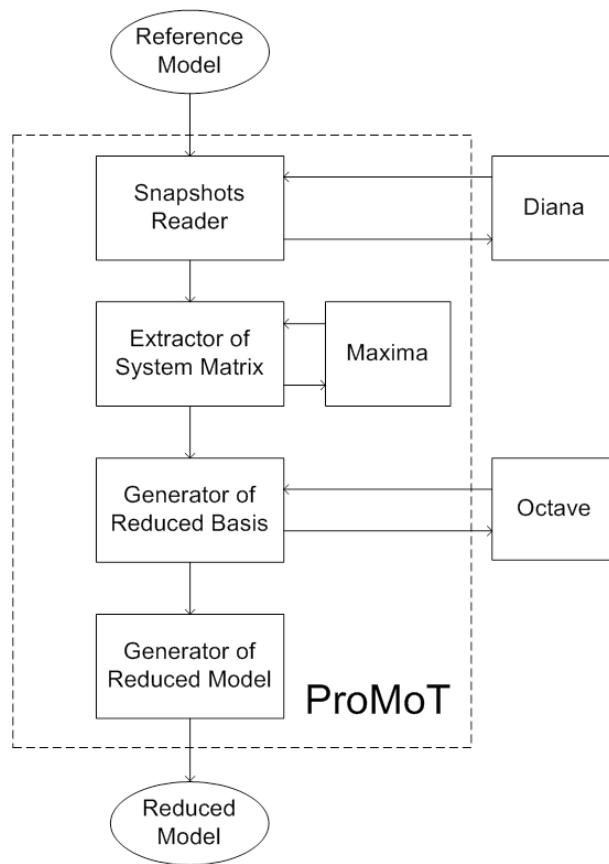 Reference
Model
Snapshots
Reader
Diana
Extractor of
System Matrix
Maxima
Generator of
Reduced Basis
Octave
Generator of
Reduced Model
ProMoT
Reduced
Model